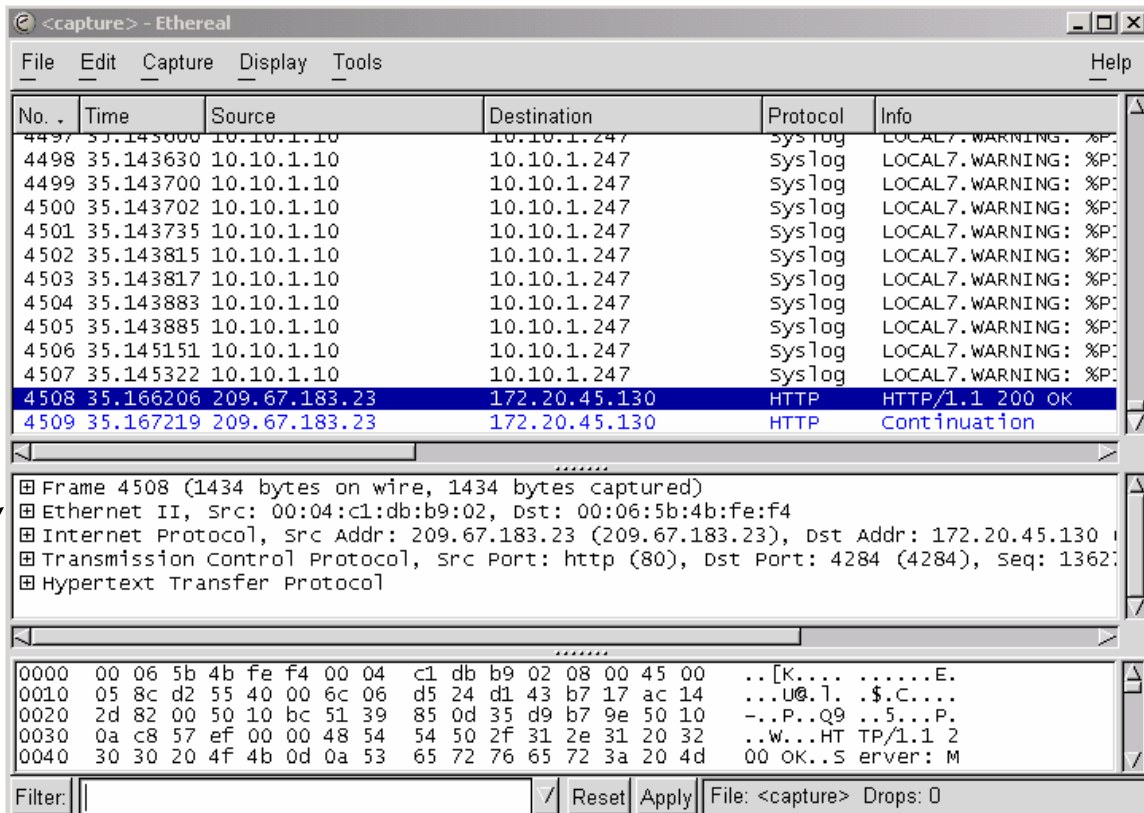 <capture> - Ethereal
File Edit Capture Display Tools Help
No. Time Source Destination Protocol Info
4497 35.143600 10.10.1.10 10.10.1.247 Syslog LOCAL7.WARNING:
4498 35.143630 10.10.1.10 10.10.1.247 Syslog LOCAL7.WARNING: %P
4499 35.143700 10.10.1.10 10.10.1.247 Syslog LOCAL7.WARNING: %P
4500 35.143702 10.10.1.10 10.10.1.247 Syslog LOCAL7.WARNING: %P
4501 35.143735 10.10.1.10 10.10.1.247 Syslog LOCAL7.WARNING: %P
4502 35.143815 10.10.1.10 10.10.1.247 Syslog LOCAL7.WARNING: %P
4503 35.143817 10.10.1.10 10.10.1.247 Syslog LOCAL7.WARNING: %P
4504 35.143883 10.10.1.10 10.10.1.247 Syslog LOCAL7.WARNING: %P
4505 35.143885 10.10.1.10 10.10.1.247 Syslog LOCAL7.WARNING: %P
4506 35.145151 10.10.1.10 10.10.1.247 Syslog LOCAL7.WARNING: %P
4507 35.145322 10.10.1.10 10.10.1.247 Syslog LOCAL7.WARNING: %P
4508 35.166206 209.67.183.23 172.20.45.130 HTTP HTTP/1.1 200 OK
4509 35.167219 209.67.183.23 172.20.45.130 HTTP Continuation
Frame 4508 (1434 bytes on wire, 1434 bytes captured)
Ethernet II, Src: 00:04:c1:db:b9:02, Dst: 00:06:5b:4b:fe:f4
Internet Protocol, Src Addr: 209.67.183.23 (209.67.183.23), Dst Addr: 172.20.45.130
Transmission Control Protocol, Src Port: http (80), Dst Port: 4284 (4284), Seq: 1362
Hypertext Transfer Protocol
0000 00 06 5b 4b fe f4 00 04 c1 db b9 02 08 00 45 00 ..[K.... ......E.
0010 05 8c d2 55 40 00 6c 06 d5 24 d1 43 b7 17 ac 14 ...U@.l. .$.C....
0020 2d 82 00 50 10 bc 51 39 85 0d 35 d9 b7 9e 50 10 -..P..Q9 ..5...P.
0030 0a c8 57 ef 00 00 48 54 54 50 2f 31 2e 31 20 32 ..W...HT TP/1.1 2
0040 30 30 20 4f 4b 0d 0a 53 65 72 76 65 72 3a 20 4d 00 OK..S erver: M
Filter: Reset Apply File: <capture> Drops: 0